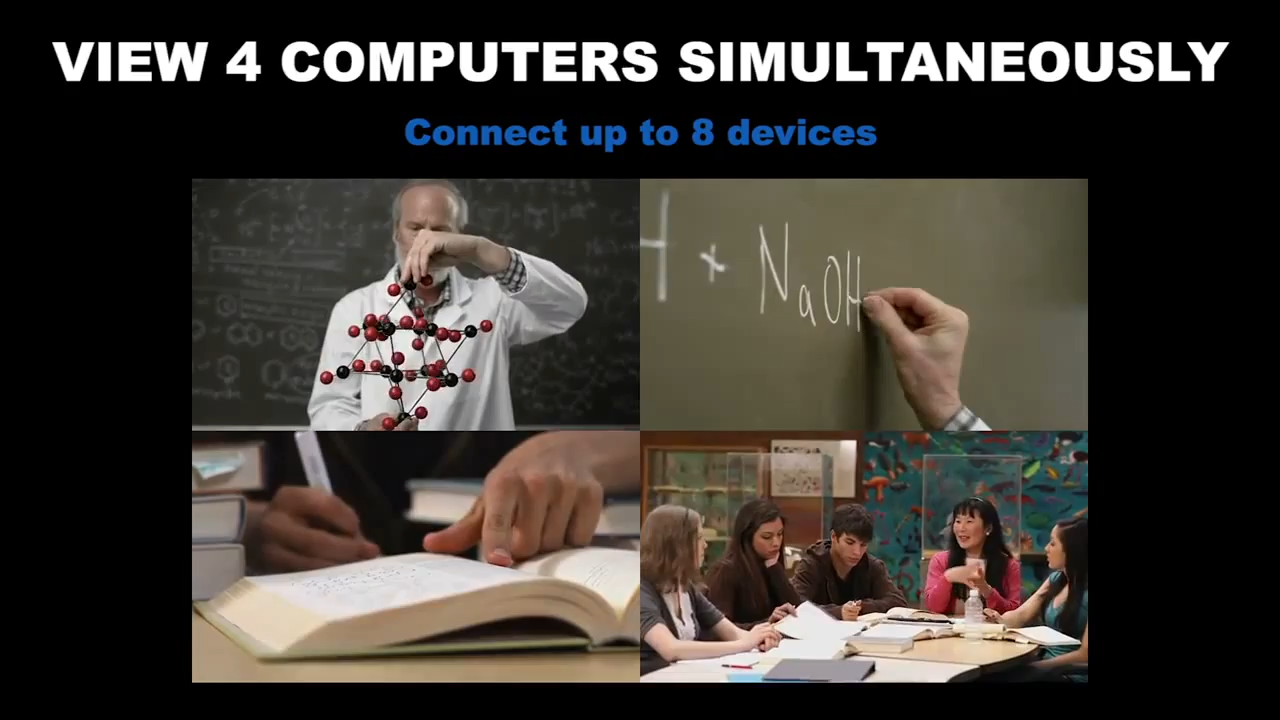 VIEW 4 COMPUTERS SIMULTANEOUSLY
Connect up to 8 devices
+ NaOH